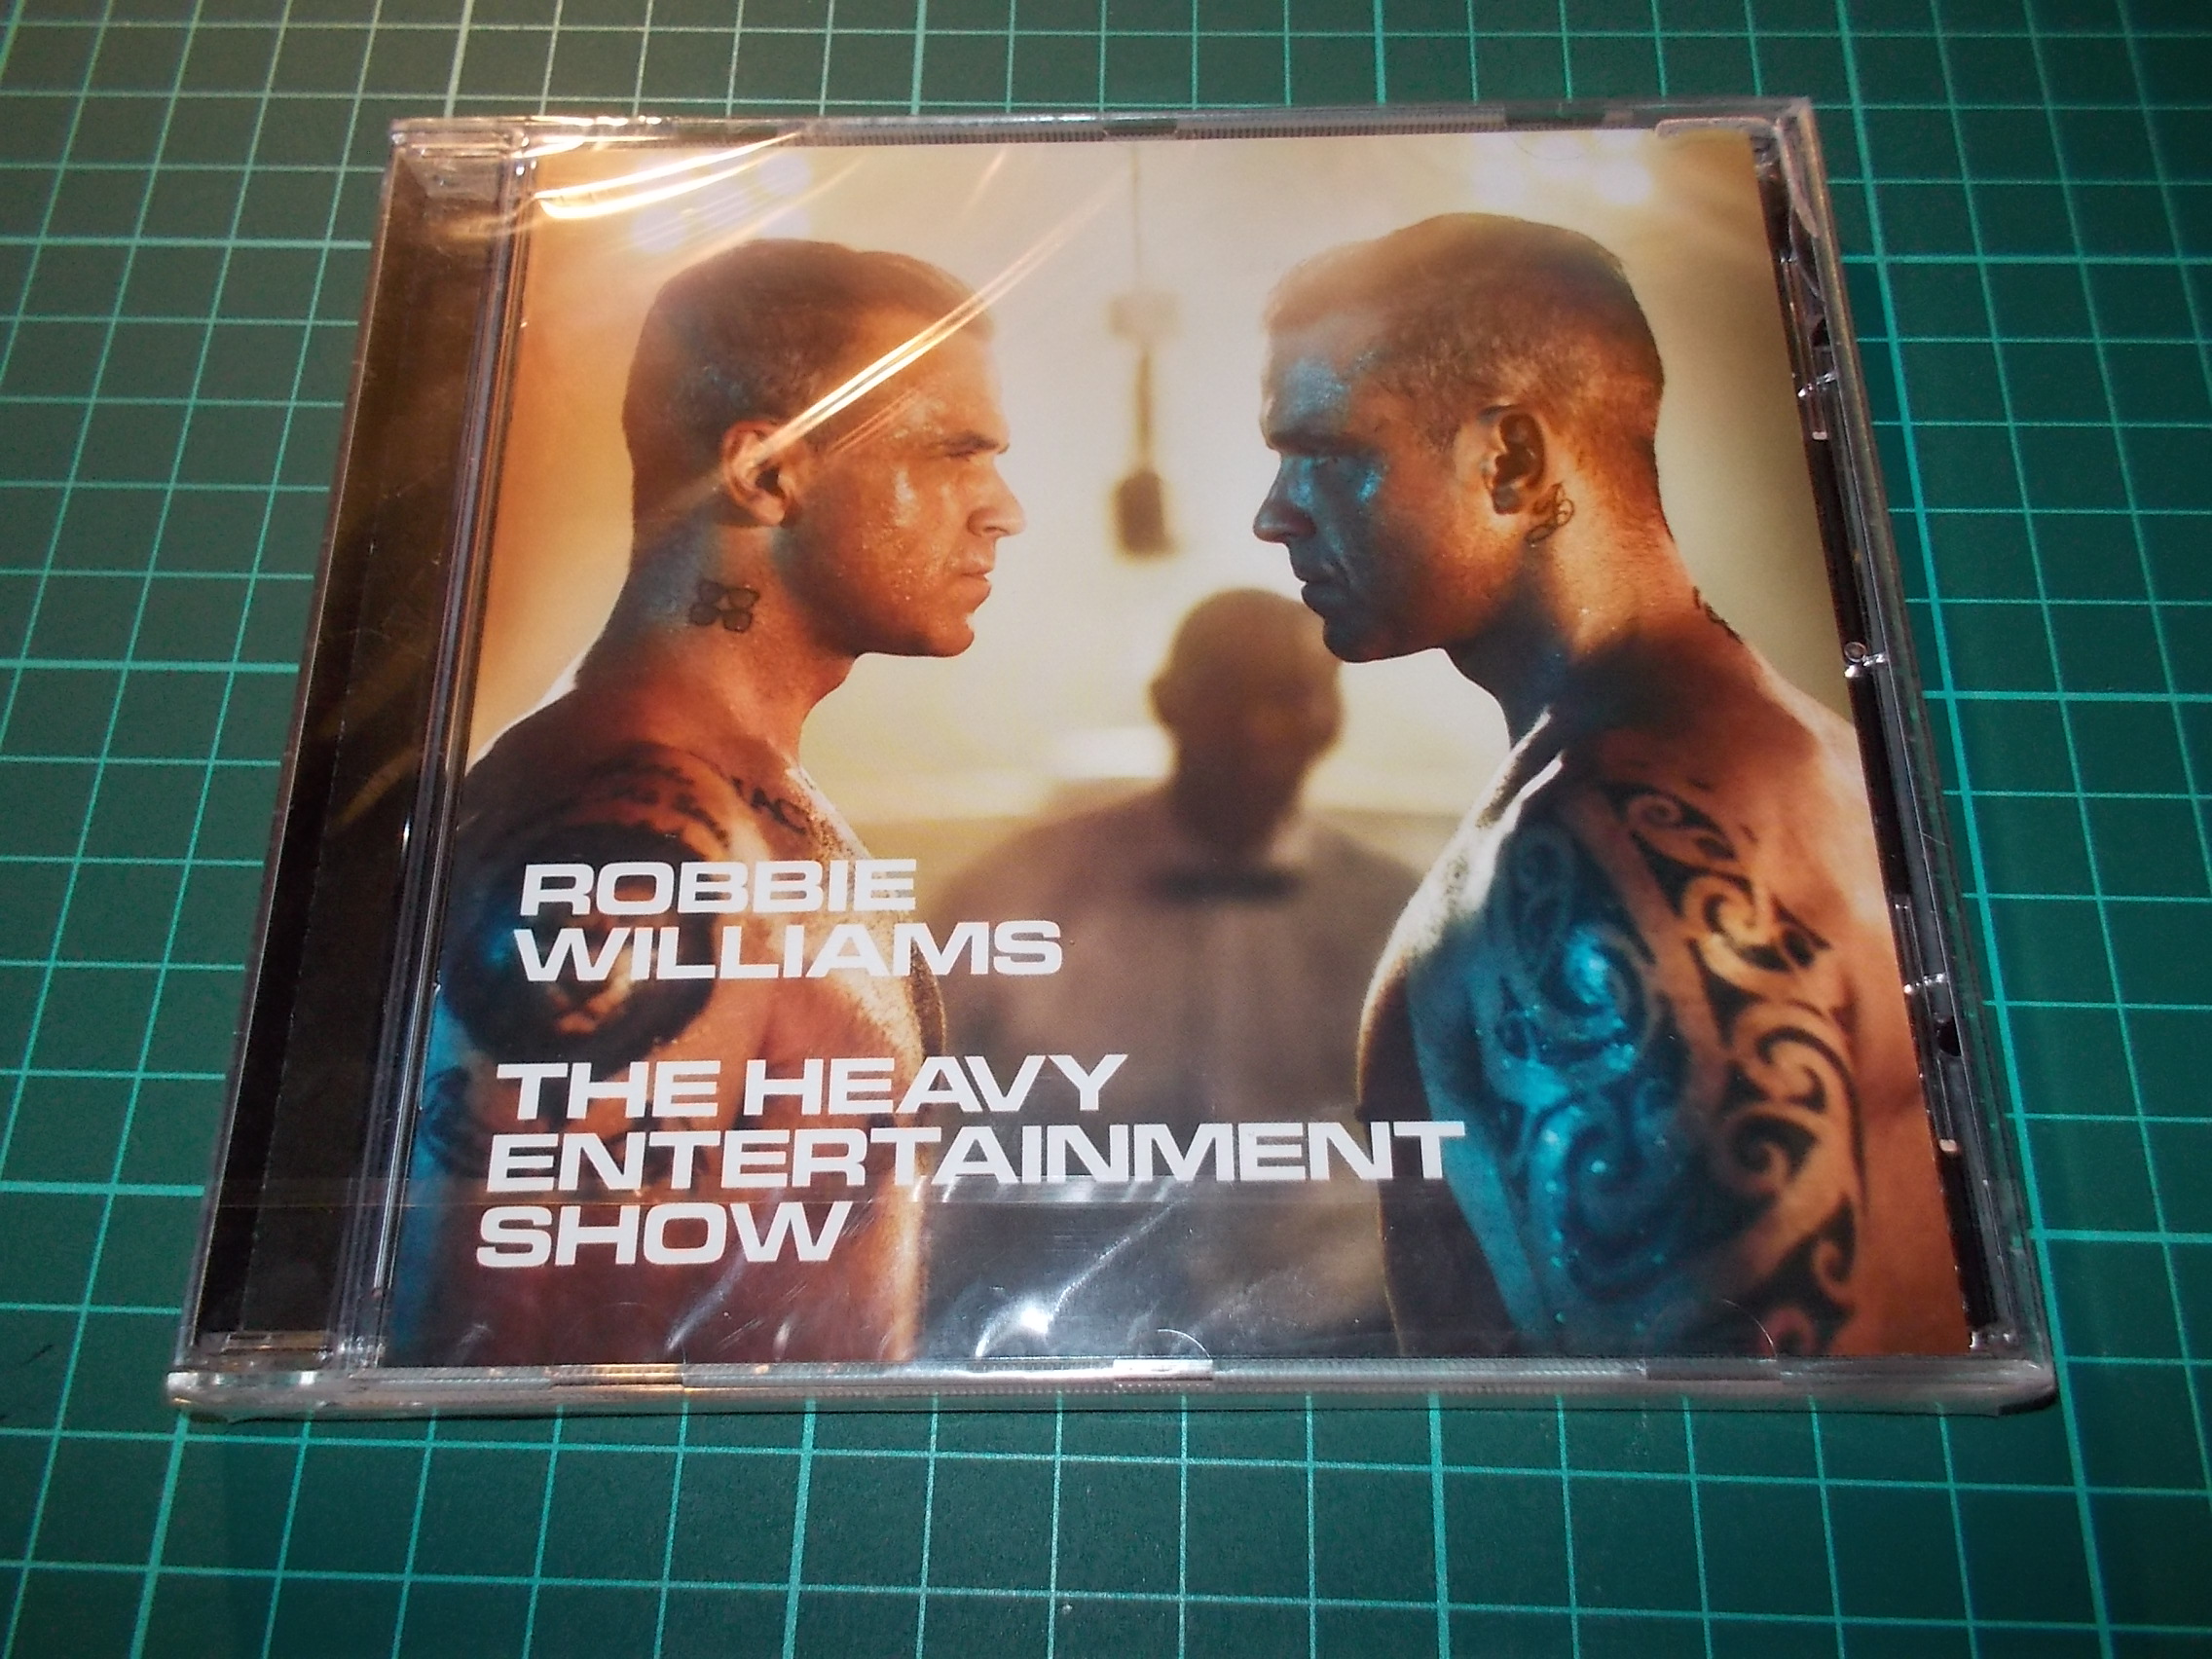 ROBBIE
WILLIAMS
THE HEAVY
ENTERTAINMENT
SHOW